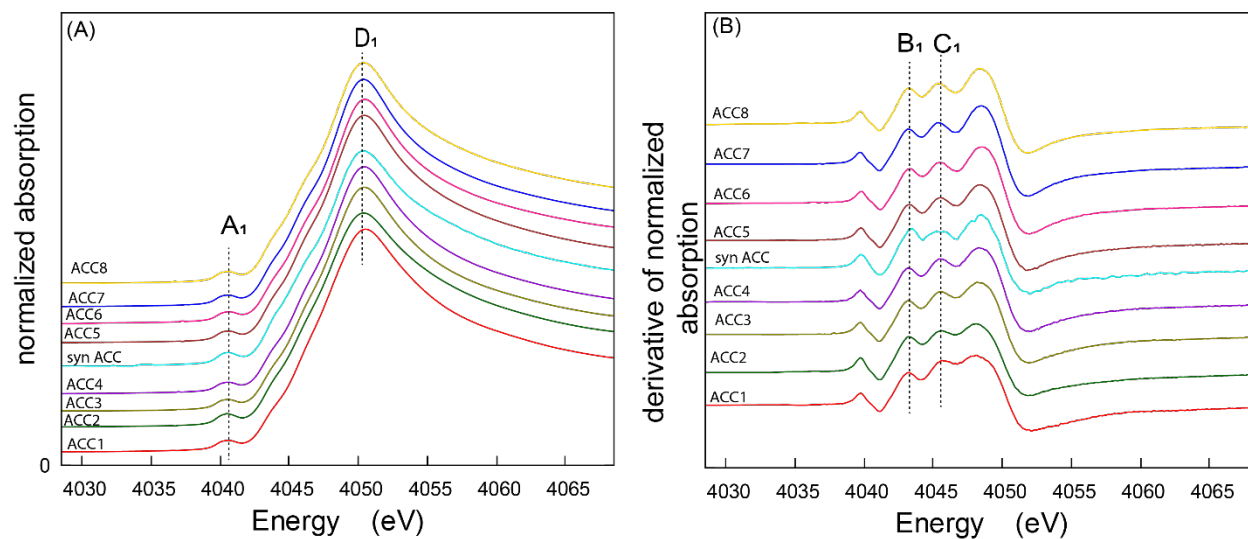 (A)
D₁
A₁
normalized absorption
ACC8
ACC7
ACC6
ACC5
syn ACC
ACC4
ACC3
ACC2
ACC1
0
4030 4035 4040 4045 4050 4055 4060 4065
Energy (eV)
(B)
B₁ C₁
derivative of normalized
absorption
ACC8
ACC7
ACC6
ACC5
syn ACC
ACC4
ACC3
ACC2
ACC1
4030 4035 4040 4045 4050 4055 4060 4065
Energy (eV)